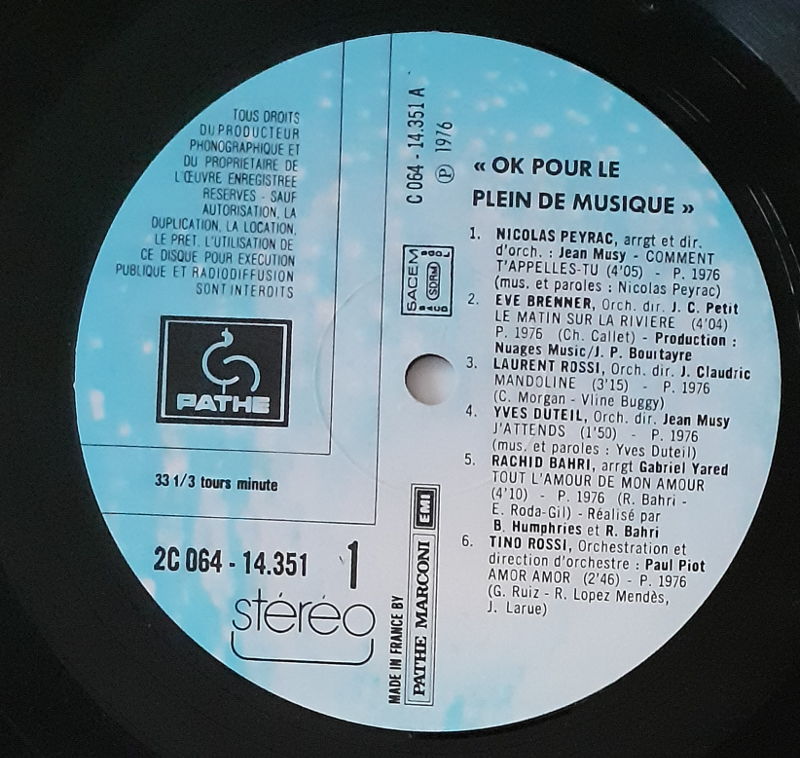 TOUS DROITS
DU PRODUCTEUR
PHONOGRAPHIQUE ET
DU PROPRIETAIRE DE
L'ŒUVRE ENREGISTREE
RESERVES - SAUF
AUTORISATION, LA
DUPLICATION, LA LOCATION,
LE PRET, L'UTILISATION DE
CE DISQUE POUR EXECUTION
PUBLIQUE ET RADIODIFFUSION
SONT INTERDITS
PATHE
33 1/3 tours minute
2C 064 - 14.351 1
stéréo
C 064 - 14.351 A
Ⓟ 1976
SACEM
SDRM
MADE IN FRANCE BY
PATHE MARCONI EMI
« OK POUR LE
PLEIN DE MUSIQUE »
1. NICOLAS PEYRAC, arrgt et dir.
d'orch. : Jean Musy - COMMENT
T'APPELLES-TU (4'05) - P. 1976
(mus. et paroles : Nicolas Peyrac)
2. EVE BRENNER, Orch. dir. J. C. Petit
LE MATIN SUR LA RIVIERE (4'04)
P. 1976 (Ch. Callet) - Production :
Nuages Music/J. P. Bourtayre
3. LAURENT ROSSI, Orch. dir. J. Claudric
MANDOLINE (3'15) - P. 1976
(C. Morgan - Vline Buggy)
4. YVES DUTEIL, Orch. dir. Jean Musy
J'ATTENDS (1'50) - P. 1976
(mus. et paroles : Yves Duteil)
5. RACHID BAHRI, arrgt Gabriel Yared
TOUT L'AMOUR DE MON AMOUR
(4'10) - P. 1976 (R. Bahri -
E. Roda-Gil) - Réalisé par
B. Humphries et R. Bahri
6. TINO ROSSI, Orchestration et
direction d'orchestre : Paul Piot
AMOR AMOR (2'46) - P. 1976
(G. Ruiz - R. Lopez Mendès,
J. Larue)